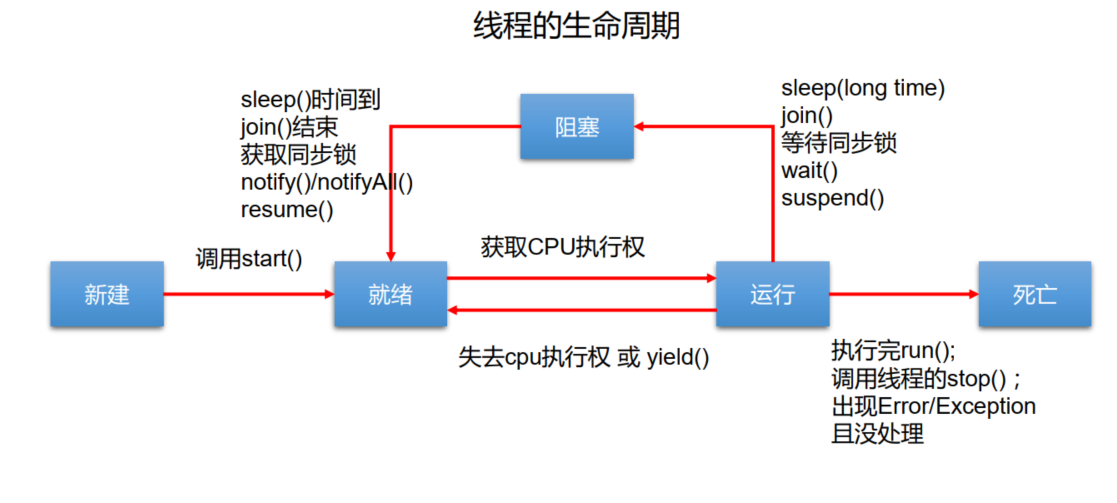 线程的生命周期
sleep()时间到
join()结束
获取同步锁
notify()/notifyAll()
resume()
阻塞
sleep(long time)
join()
等待同步锁
wait()
suspend()
调用start()
获取CPU执行权
新建
就绪
运行
死亡
失去cpu执行权 或 yield()
执行完run();
调用线程的stop() ;
出现Error/Exception
且没处理